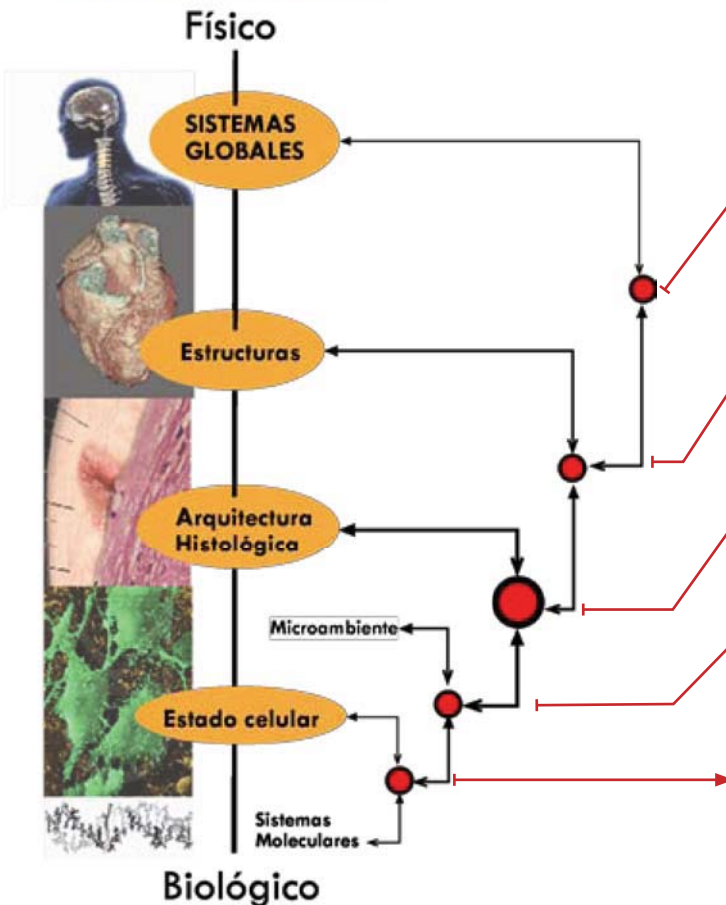 Físico
SISTEMAS
GLOBALES
Estructuras
Arquitectura
Histológica
Microambiente
Estado celular
Sistemas
Moleculares
Biológico